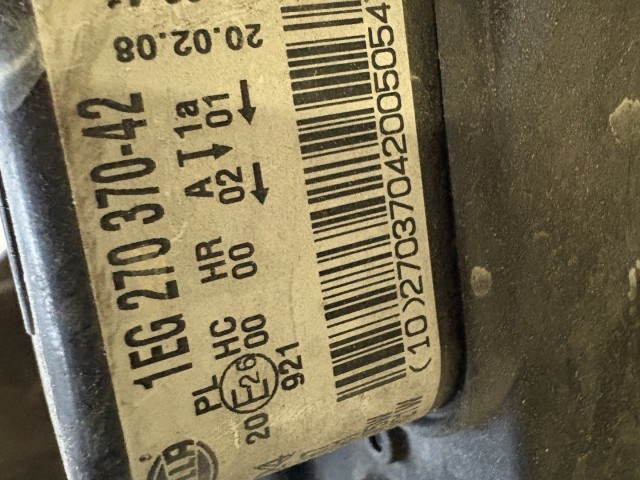 20.02.08
1EG 270 370-42
PL HC HR A 1a
20 00 00 02 01
E26
921
(10)27037042005054